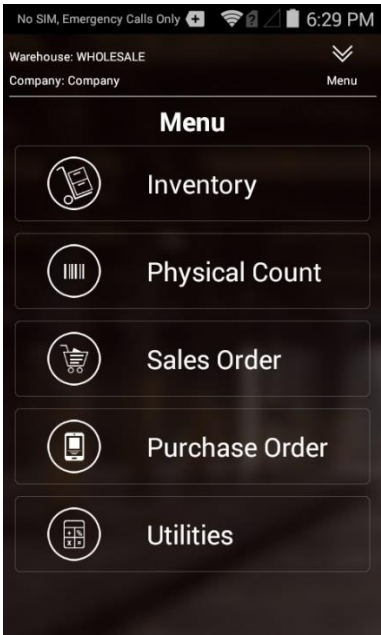 No SIM, Emergency Calls Only 6:29 PM
Warehouse: WHOLESALE
Company: Company
Menu
Menu
Inventory
Physical Count
Sales Order
Purchase Order
Utilities